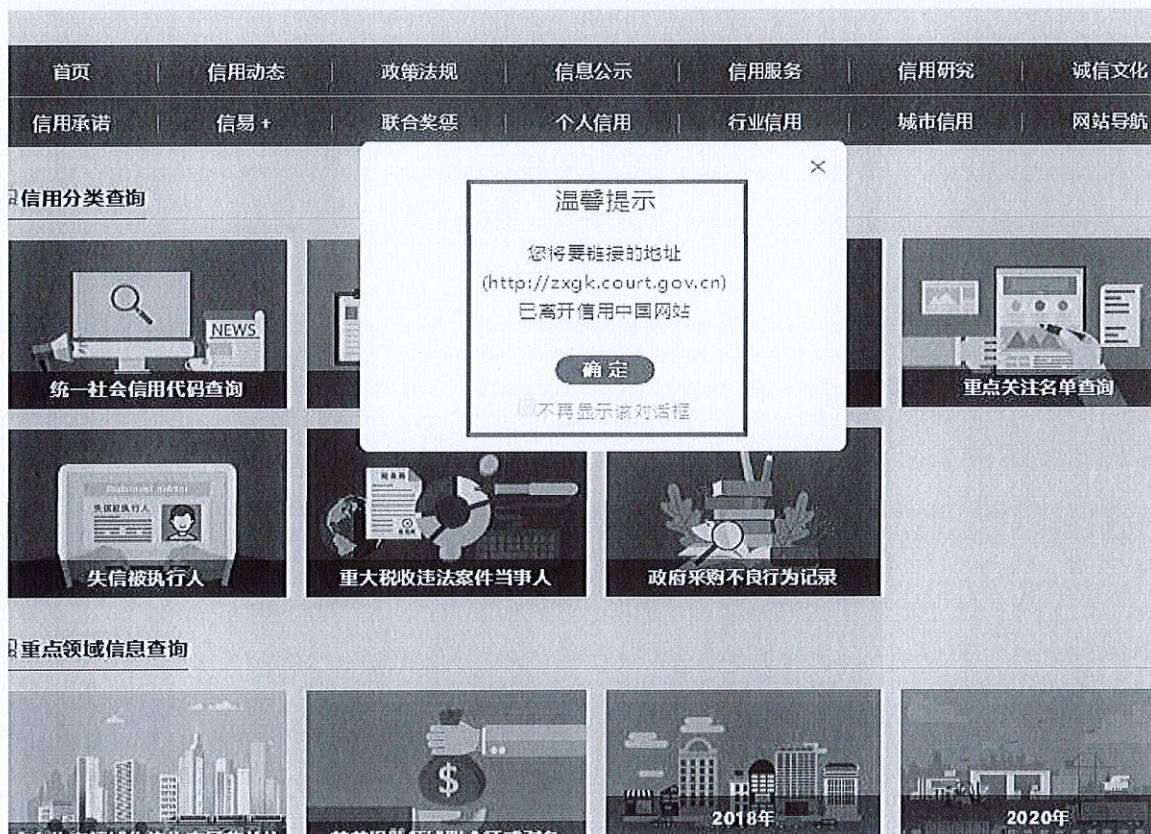 首页 信用动态 政策法规 信息公示 信用服务 信用研究 诚信文化
信用承诺 信易+ 联合奖惩 个人信用 行业信用 城市信用 网站导航
信用分类查询
温馨提示
您将要链接的地址
(http://zxgk.court.gov.cn)
已离开信用中国网站
确定
不再显示该对话框
NEWS
统一社会信用代码查询
重点关注名单查询
失信被执行人
失信被执行人
重大税收违法案件当事人
政府采购不良行为记录
重点领域信息查询
$
2018年
2020年